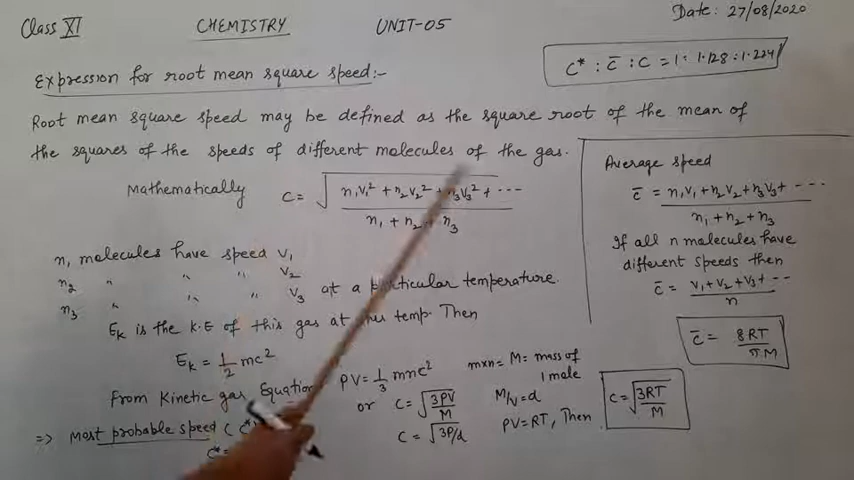 Class XI CHEMISTRY UNIT-05 Date: 27/08/2020
C* : c̄ : C = 1 : 1.128 : 1.224
Expression for root mean square speed:-
Root mean square speed may be defined as the square root of the mean of
the squares of the speeds of different molecules of the gas.
Mathematically C = √(n₁v₁² + n₂v₂² + n₃v₃² + ---
n₁ + n₂ + n₃
n₁ molecules have speed v₁
n₂ " " " v₂
n₃ " " " v₃ at a particular temperature.
Eₖ is the K.E of this gas at this temp. Then
Eₖ = 1/2 mc²
From Kinetic gas Equation PV = 1/3 mnc² m×n = M = mass of
1 mole
or C = √3PV/M M/V = d
C = √3P/d PV = RT, Then
C = √3RT/M
=> Most probable speed (C*)
C* =
Average speed
c̄ = n₁v₁ + n₂v₂ + n₃v₃ + ---
n₁ + n₂ + n₃
If all n molecules have
different speeds then
c̄ = v₁ + v₂ + v₃ + --
n
c̄ = 8RT
πM